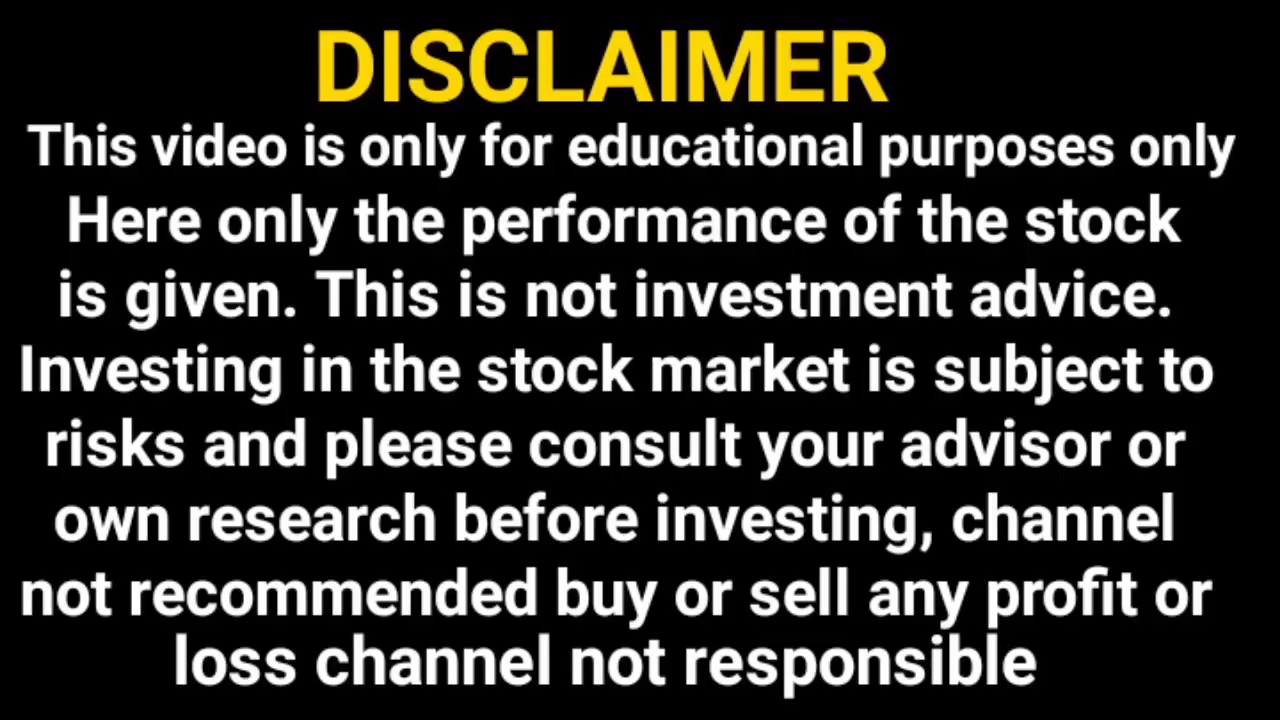 DISCLAIMER
This video is only for educational purposes only
Here only the performance of the stock
is given. This is not investment advice.
Investing in the stock market is subject to
risks and please consult your advisor or
own research before investing, channel
not recommended buy or sell any profit or
loss channel not responsible